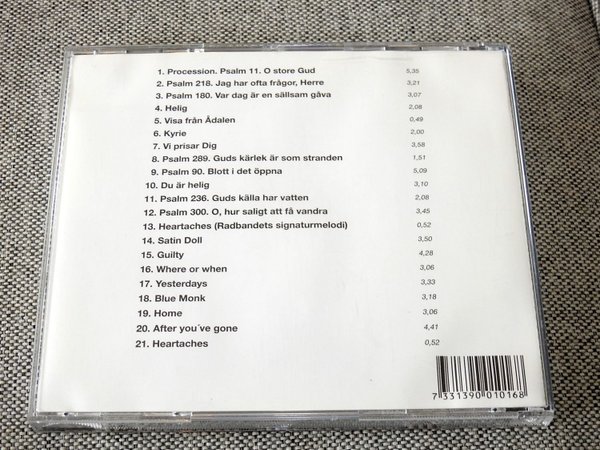 1. Procession. Psalm 11. O store Gud 5,35
2. Psalm 218. Jag har ofta frågor, Herre 3,21
3. Psalm 180. Var dag är en sällsam gåva 3,07
4. Helig 2,08
5. Visa från Ådalen 0,49
6. Kyrie 2,00
7. Vi prisar Dig 3,58
8. Psalm 289. Guds kärlek är som stranden 1,51
9. Psalm 90. Blott i det öppna 5,09
10. Du är helig 3,10
11. Psalm 236. Guds källa har vatten 2,08
12. Psalm 300. O, hur saligt att få vandra 3,45
13. Heartaches (Radbandets signaturmelodi) 0,52
14. Satin Doll 3,50
15. Guilty 4,28
16. Where or when 3,06
17. Yesterdays 3,33
18. Blue Monk 3,18
19. Home 3,06
20. After you´ve gone 4,41
21. Heartaches 0,52
7 331390 010168